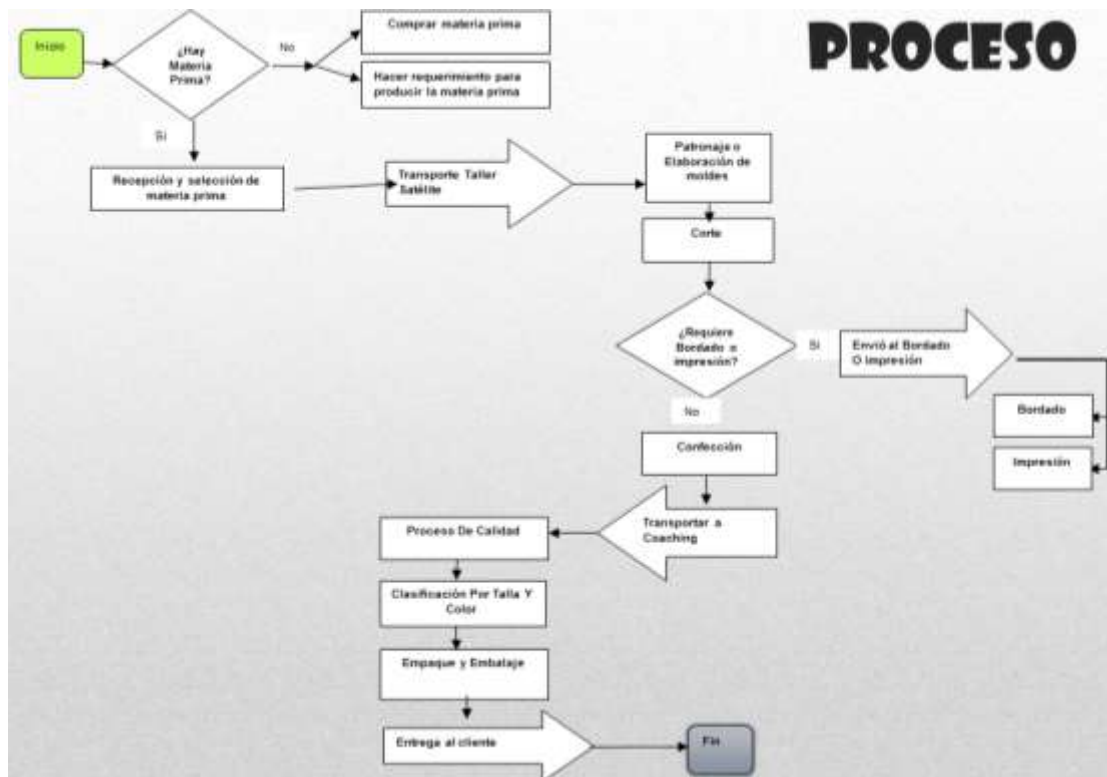 PROCESO
Inicio
¿Hay
Materia
Prima?
No
Comprar materia prima
Hacer requerimiento para
producir la materia prima
Si
Recepción y selección de
materia prima
Transporte Taller
Satélite
Patronaje o
Elaboración de
moldes
Corte
¿Requiere
Bordado o
impresión?
Si
Envió al Bordado
O Impresión
Bordado
Impresión
No
Confección
Transportar a
Coaching
Proceso De Calidad
Clasificación Por Talla Y
Color
Empaque y Embalaje
Entrega al cliente
Fin